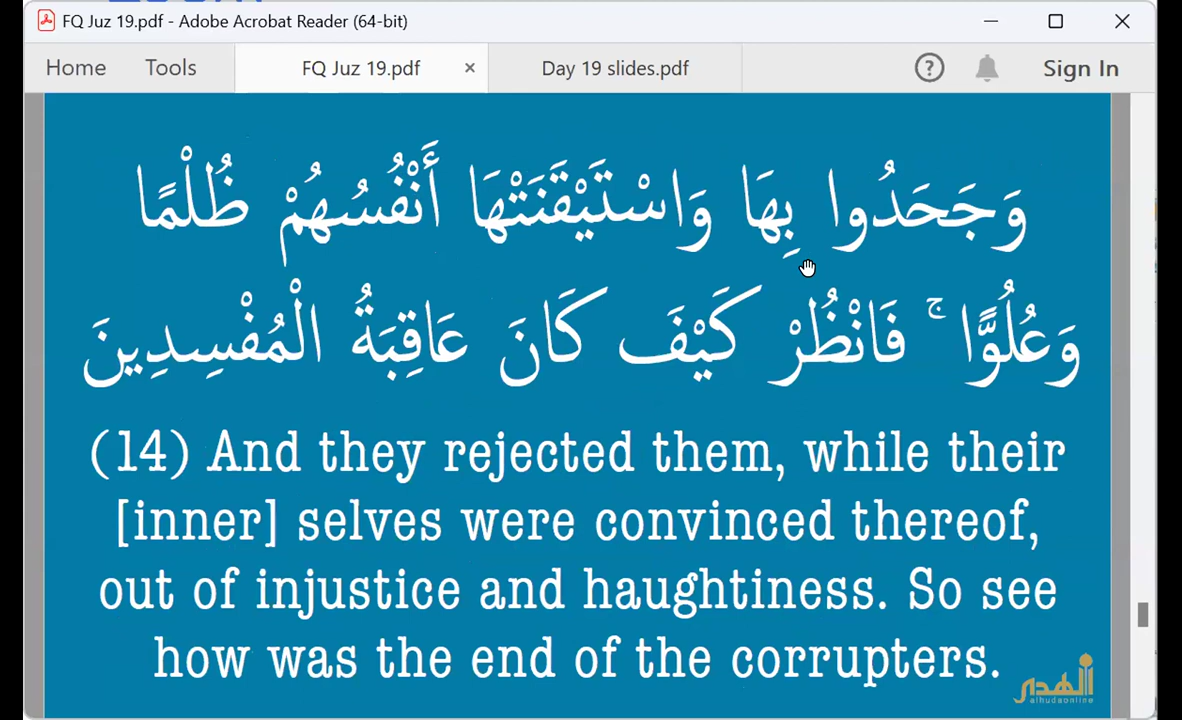 FQ Juz 19.pdf - Adobe Acrobat Reader (64-bit)
Home Tools FQ Juz 19.pdf Day 19 slides.pdf Sign In
وَجَحَدُوا بِهَا وَاسْتَيْقَنَتْهَا أَنْفُسُهُمْ ظُلْمًا
وَعُلُوًّا ۚ فَانْظُرْ كَيْفَ كَانَ عَاقِبَةُ الْمُفْسِدِينَ
(14) And they rejected them, while their
[inner] selves were convinced thereof,
out of injustice and haughtiness. So see
how was the end of the corrupters.
الهدى
alhudaonline